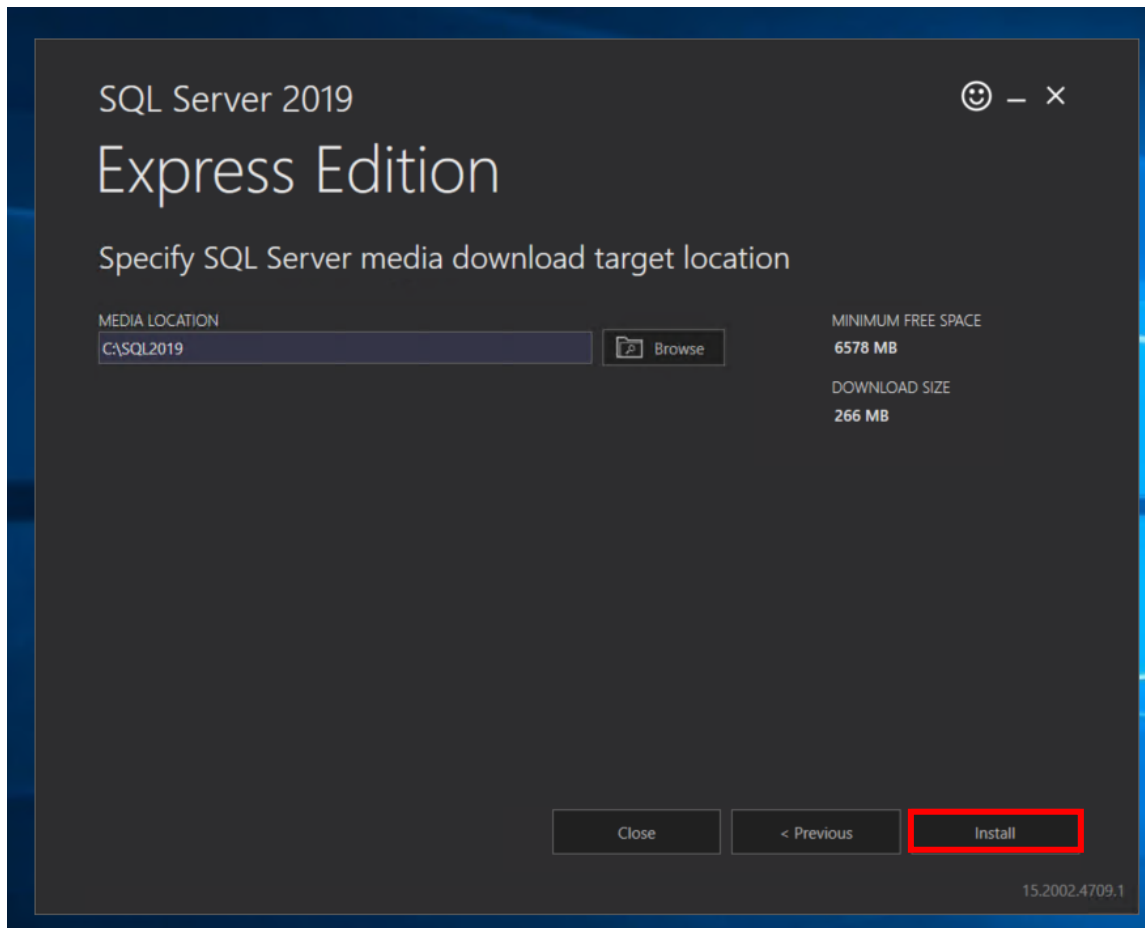 SQL Server 2019
Express Edition
Specify SQL Server media download target location
MEDIA LOCATION
C:\SQL2019
Browse
MINIMUM FREE SPACE
6578 MB
DOWNLOAD SIZE
266 MB
Close
< Previous
Install
15.2002.4709.1